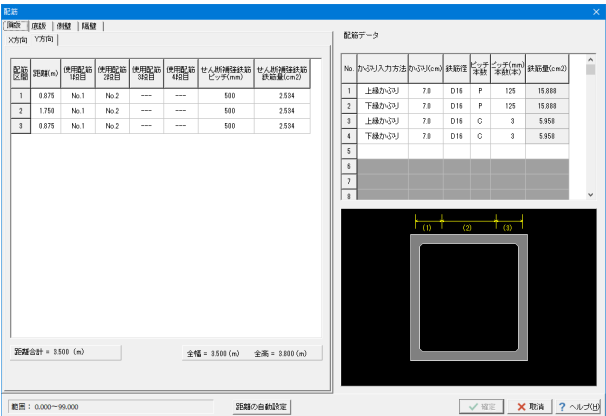 配筋
頂版 底版 側壁 隔壁
X方向 Y方向
配筋区間 距離(m) 使用配筋1段目 使用配筋2段目 使用配筋3段目 使用配筋4段目 せん断補強鉄筋ピッチ(mm) せん断補強鉄筋鉄筋量(cm2)
1 0.875 No.1 No.2 --- --- 500 2.534
2 1.750 No.1 No.2 --- --- 500 2.534
3 0.875 No.1 No.2 --- --- 500 2.534
距離合計 = 3.500 (m)
全幅 = 3.500 (m) 全高 = 3.800 (m)
配筋データ
No. かぶり入力方法 かぶり(cm) 鉄筋径 ピッチ本数 ピッチ(mm)本数(本) 鉄筋量(cm2)
1 上縁かぶり 7.0 D16 P 125 15.888
2 下縁かぶり 7.0 D16 P 125 15.888
3 上縁かぶり 7.0 D16 C 3 5.958
4 下縁かぶり 7.0 D16 C 3 5.958
5
6
7
8
(1) (2) (3)
範囲 : 0.000~99.000
距離の自動設定
確定 取消 ? ヘルプ(H)